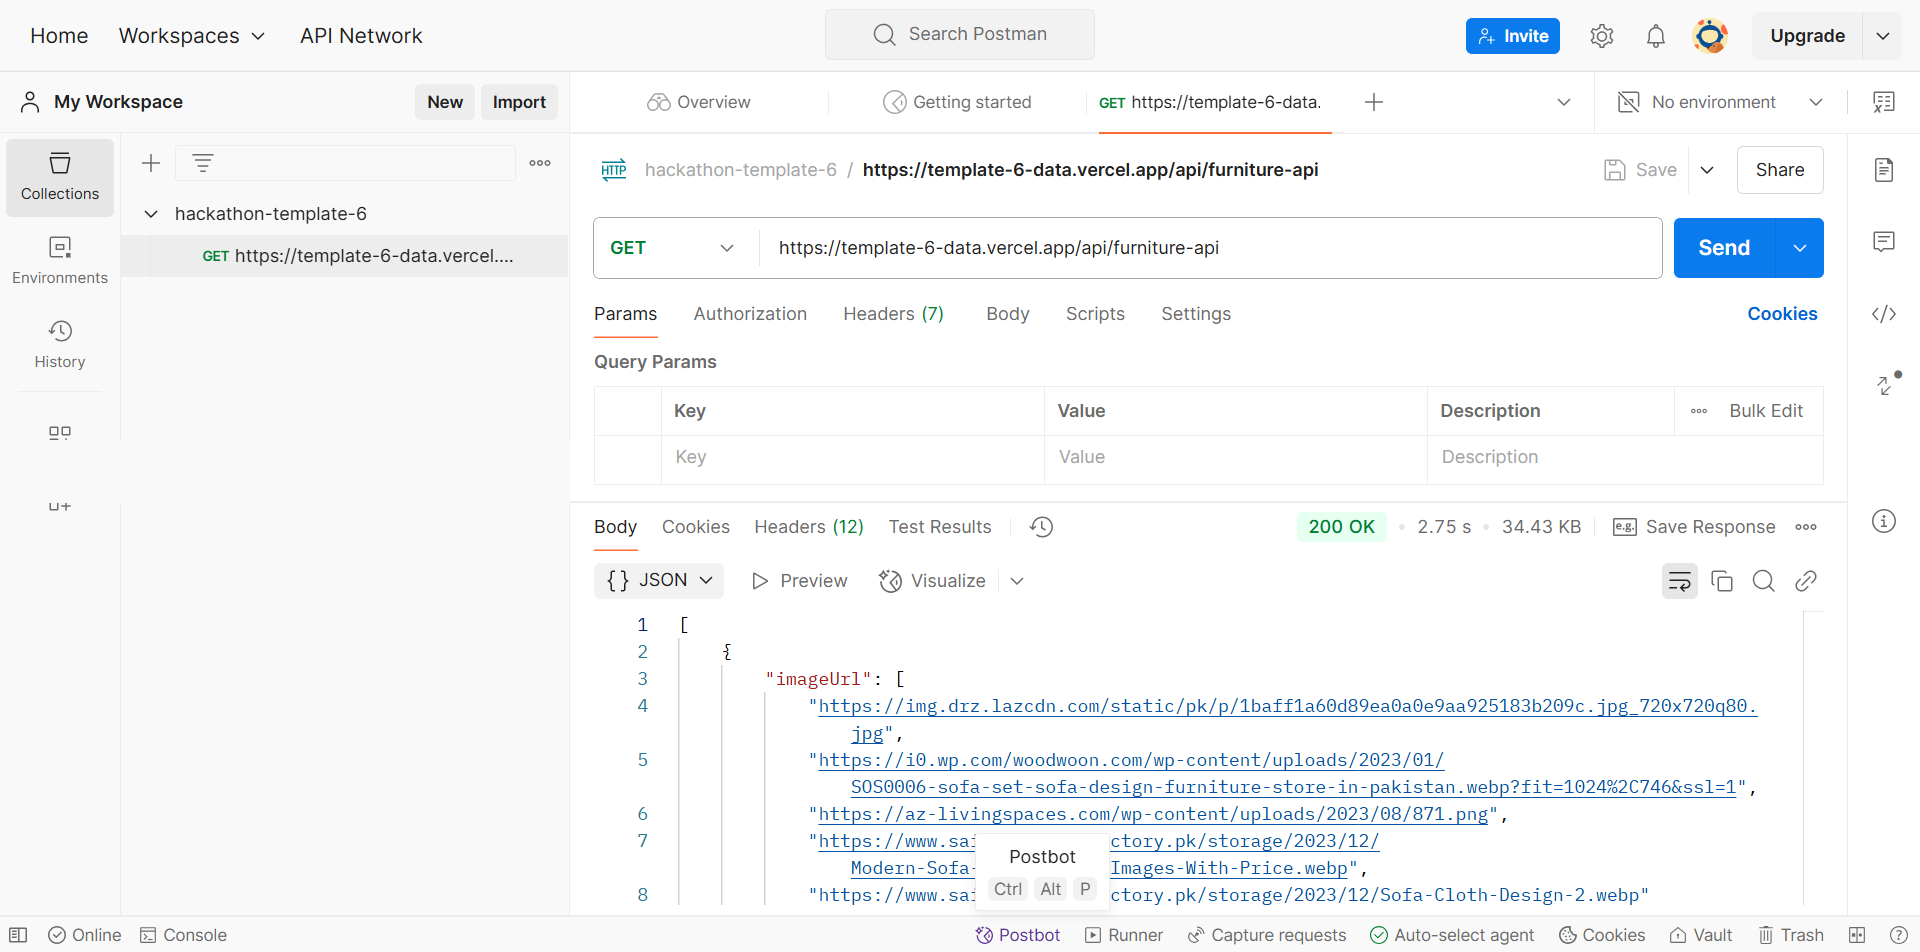 Home Workspaces API Network Search Postman Invite Upgrade
My Workspace New Import Overview Getting started GET https://template-6-data. No environment
Collections
hackathon-template-6
GET https://template-6-data.vercel....
Environments
History
HTTP hackathon-template-6 / https://template-6-data.vercel.app/api/furniture-api Save Share
GET https://template-6-data.vercel.app/api/furniture-api Send
Params Authorization Headers (7) Body Scripts Settings Cookies
Query Params
Key Value Description Bulk Edit
Key Value Description
Body Cookies Headers (12) Test Results 200 OK • 2.75 s • 34.43 KB e.g. Save Response
{} JSON Preview Visualize
1 [
2 {
3 "imageUrl": [
4 "https://img.drz.lazcdn.com/static/pk/p/1baff1a60d89ea0a0e9aa925183b209c.jpg_720x720q80.
jpg",
5 "https://i0.wp.com/woodwoon.com/wp-content/uploads/2023/01/
SOS0006-sofa-set-sofa-design-furniture-store-in-pakistan.webp?fit=1024%2C746&ssl=1",
6 "https://az-livingspaces.com/wp-content/uploads/2023/08/871.png",
7 "https://www.sai ctory.pk/storage/2023/12/
Modern-Sofa- Images-With-Price.webp",
8 "https://www.sai ctory.pk/storage/2023/12/Sofa-Cloth-Design-2.webp"
Postbot
Ctrl Alt P
Online Console Postbot Runner Capture requests Auto-select agent Cookies Vault Trash